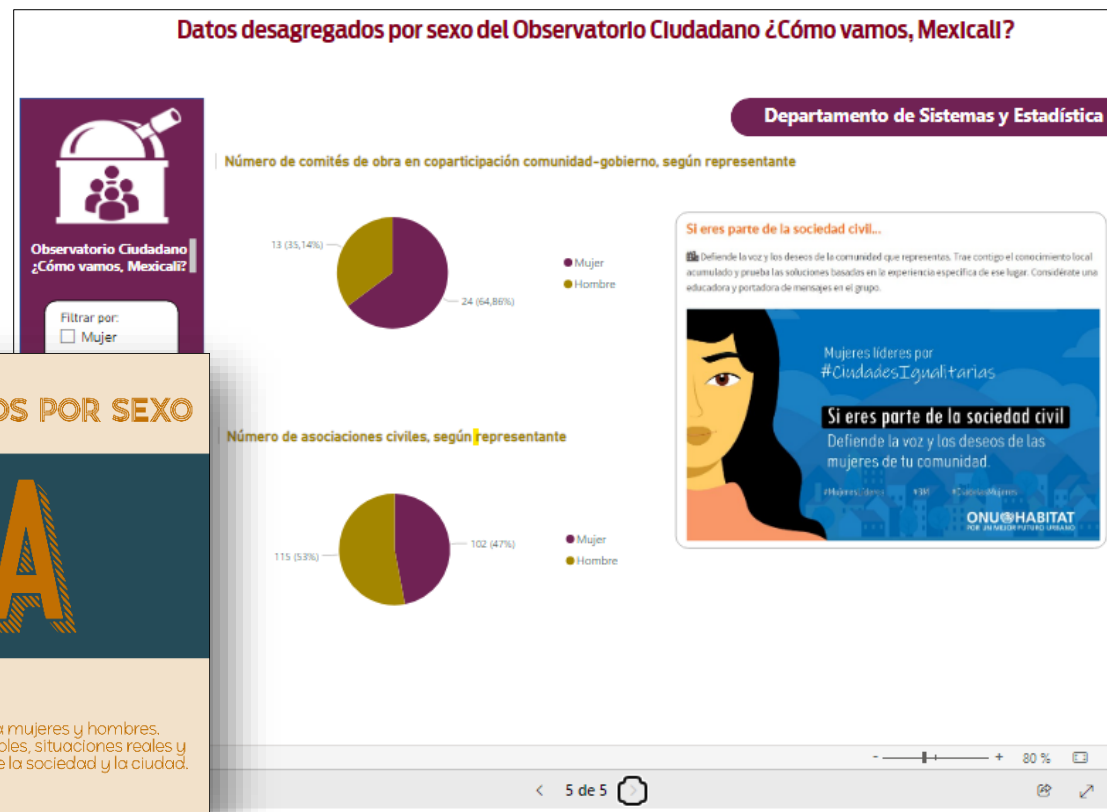 Datos desagregados por sexo del Observatorio Ciudadano ¿Cómo vamos, Mexicali?
Departamento de Sistemas y Estadística
Observatorio Ciudadano
¿Cómo vamos, Mexicali?
Filtrar por:
Mujer
Número de comités de obra en coparticipación comunidad-gobierno, según representante
13 (35,14%)
24 (64,86%)
Mujer
Hombre
Si eres parte de la sociedad civil...
Defiende la voz y los deseos de la comunidad que representas. Trae contigo el conocimiento local
acumulado y prueba las soluciones basadas en la experiencia específica de ese lugar. Considérate una
educadora y portadora de mensajes en el grupo.
Mujeres líderes por
#CiudadesIgualitarias
Si eres parte de la sociedad civil
Defiende la voz y los deseos de las
mujeres de tu comunidad.
#MujeresLíderes #8M
ONU HABITAT
POR UN MEJOR FUTURO URBANO
Número de asociaciones civiles, según representante
115 (53%)
102 (47%)
Mujer
Hombre
OS POR SEXO
A
a mujeres y hombres.
oles, situaciones reales y
e la sociedad y la ciudad.
- + 80 %
< 5 de 5 >